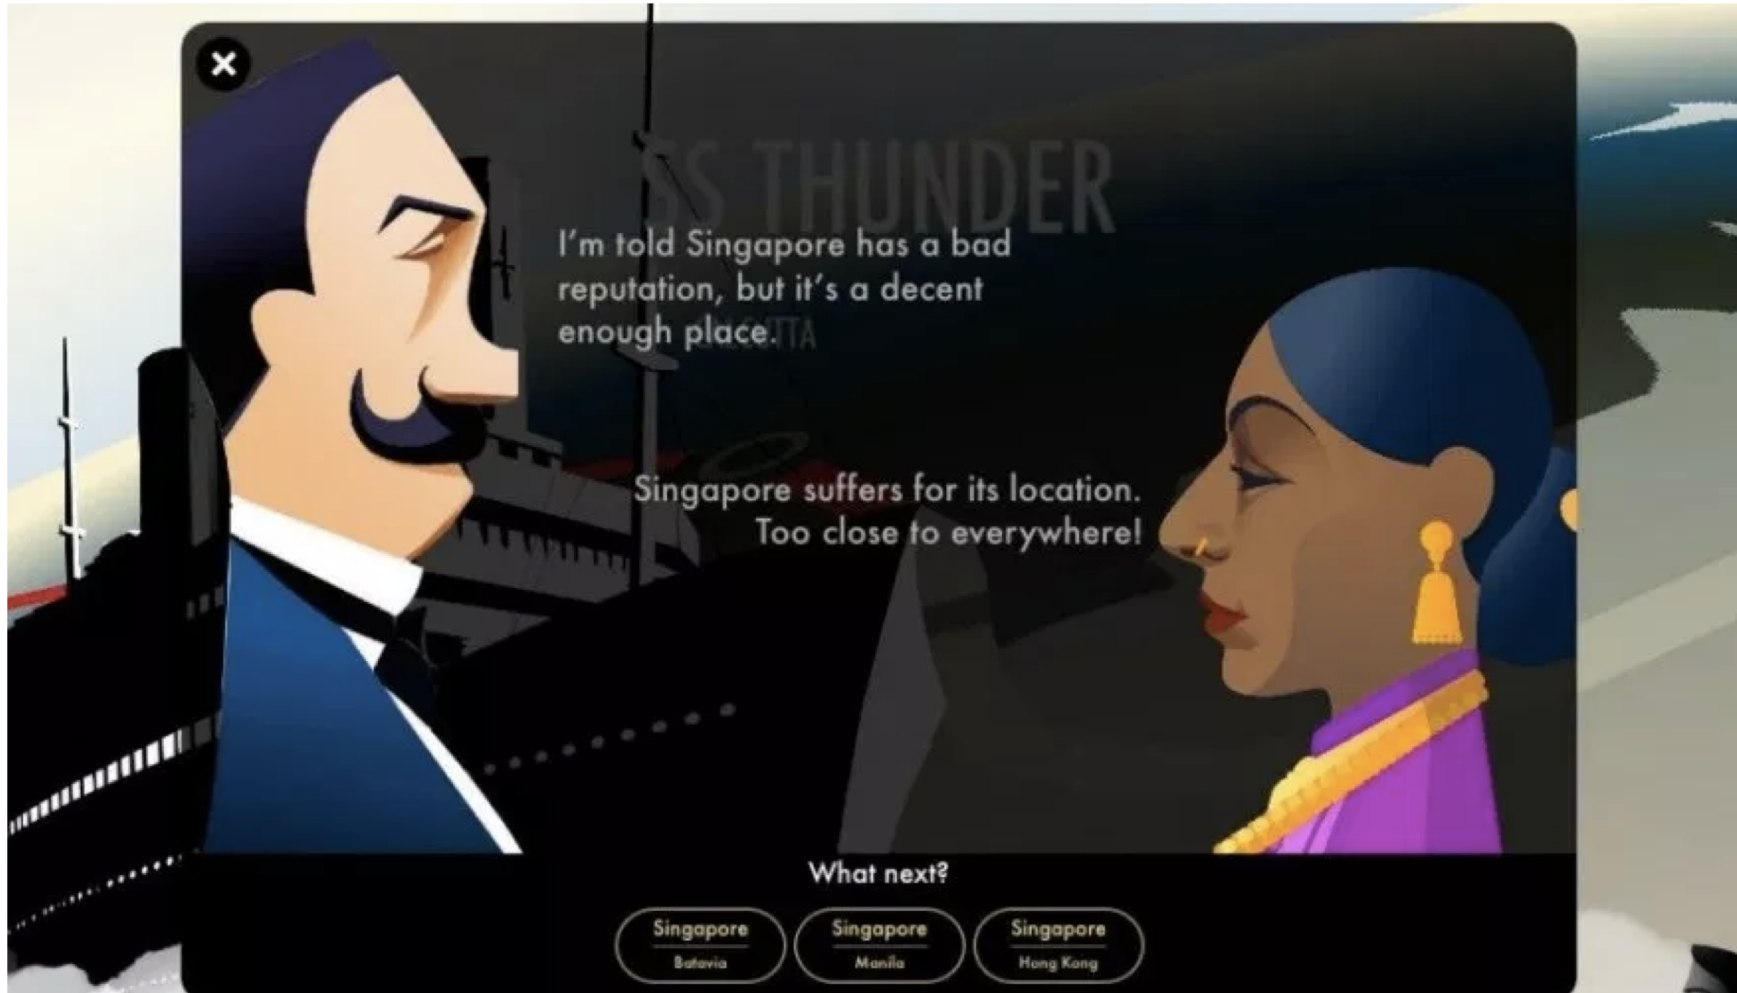 SS THUNDER
I'm told Singapore has a bad
reputation, but it's a decent
enough place.
Singapore suffers for its location.
Too close to everywhere!
What next?
Singapore
Batavia
Singapore
Manila
Singapore
Hong Kong